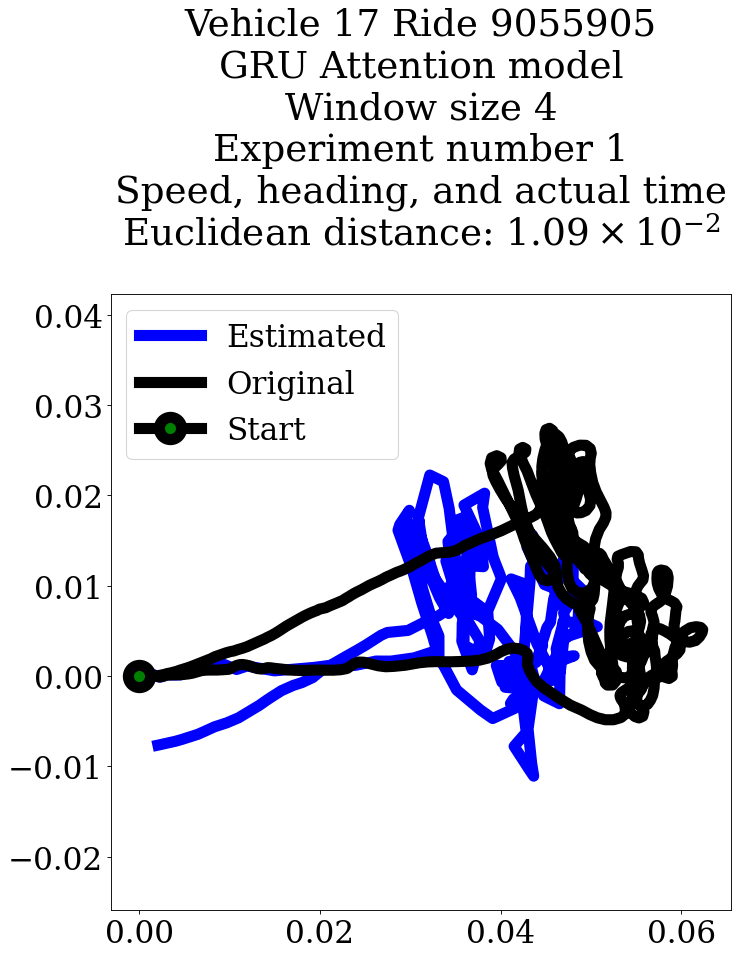 Vehicle 17 Ride 9055905
GRU Attention model
Window size 4
Experiment number 1
Speed, heading, and actual time
Euclidean distance: 1.09 × 10⁻²
Estimated
Original
Start
0.04
0.03
0.02
0.01
0.00
−0.01
−0.02
0.00 0.02 0.04 0.06